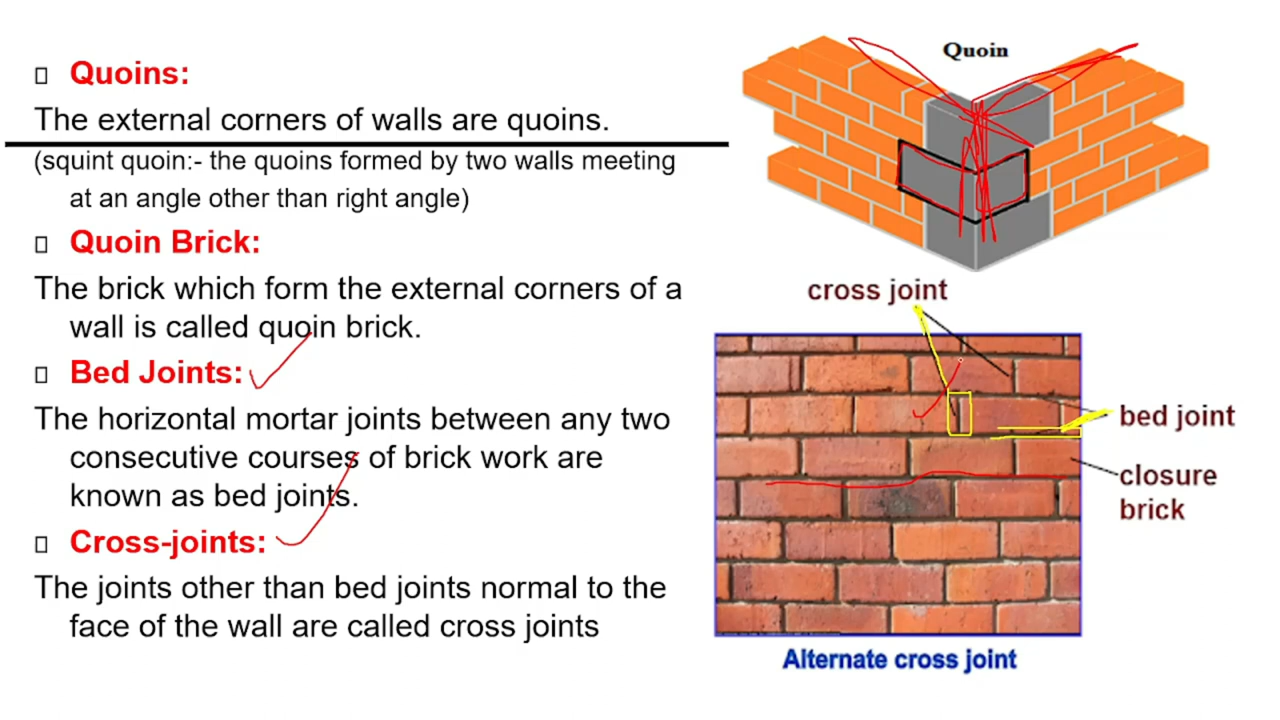 Quoins:
The external corners of walls are quoins.
(squint quoin:- the quoins formed by two walls meeting
at an angle other than right angle)
Quoin Brick:
The brick which form the external corners of a
wall is called quoin brick.
Bed Joints:
The horizontal mortar joints between any two
consecutive courses of brick work are
known as bed joints.
Cross-joints:
The joints other than bed joints normal to the
face of the wall are called cross joints
Quoin
cross joint
bed joint
closure
brick
Alternate cross joint